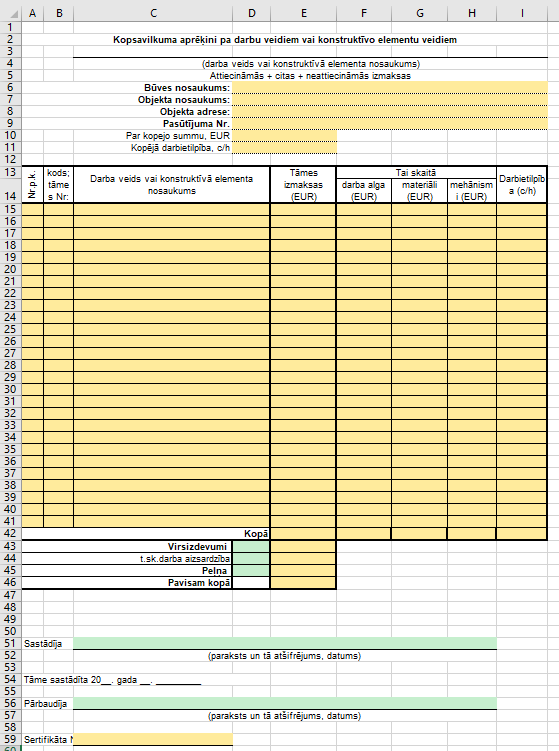 A B C D E F G H I
1
2 Kopsavilkuma aprēķini pa darbu veidiem vai konstruktīvo elementu veidiem
3
4 (darba veids vai konstruktīvā elementa nosaukums)
5 Attiecināmās + citas + neattiecināmās izmaksas
6 Būves nosaukums:
7 Objekta nosaukums:
8 Objekta adrese:
9 Pasūtījuma Nr.
10 Par kopejo summu, EUR
11 Kopējā darbietilpība, c/h
12
13 Nr.p.k. kods; Tāmes Tai skaitā
tāme Darba veids vai konstruktīvā elementa izmaksas darba alga materiāli mehānism Darbietilpīb
14 s Nr: nosaukums (EUR) (EUR) (EUR) i (EUR) a (c/h)
15
16
17
18
19
20
21
22
23
24
25
26
27
28
29
30
31
32
33
34
35
36
37
38
39
40
41
42 Kopā
43 Virsizdevumi
44 t.sk.darba aizsardzība
45 Peļņa
46 Pavisam kopā
47
48
49
50
51 Sastādīja
52 (paraksts un tā atšifrējums, datums)
53
54 Tāme sastādīta 20__. gada __. _________
55
56 Pārbaudīja
57 (paraksts un tā atšifrējums, datums)
58
59 Sertifikāta